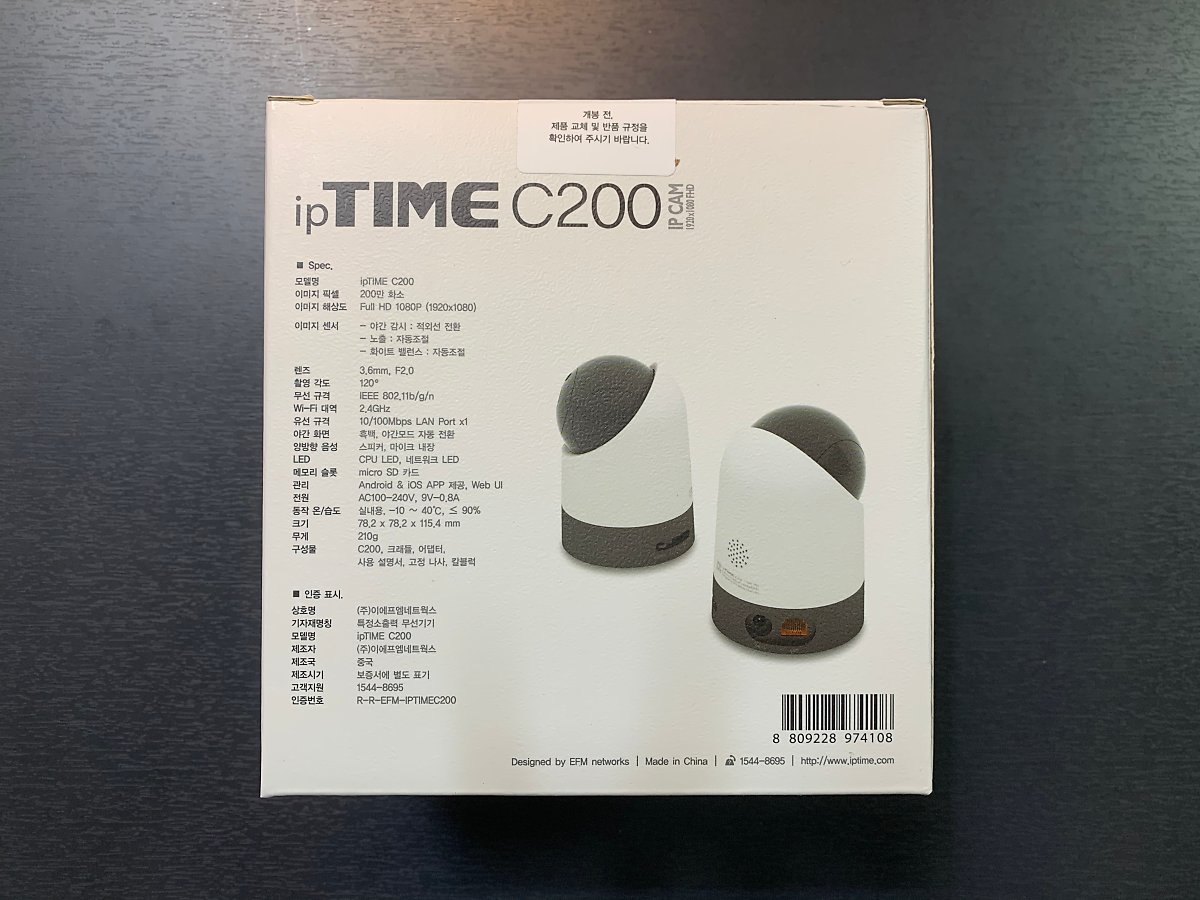 개봉 전,
제품 교체 및 반품 규정을
확인하여 주시기 바랍니다.
ipTIME C200
IP CAM
1920x1080 FHD
■ Spec.
모델명 ipTIME C200
이미지 픽셀 200만 화소
이미지 해상도 Full HD 1080P (1920x1080)
이미지 센서 - 야간 감시 : 적외선 전환
- 노출 : 자동조절
- 화이트 밸런스 : 자동조절
렌즈 3.6mm, F2.0
촬영 각도 120°
무선 규격 IEEE 802.11b/g/n
Wi-Fi 대역 2.4GHz
유선 규격 10/100Mbps LAN Port x1
야간 화면 흑백, 야간모드 자동 전환
양방향 음성 스피커, 마이크 내장
LED CPU LED, 네트워크 LED
메모리 슬롯 micro SD 카드
관리 Android & iOS APP 제공, Web UI
전원 AC100-240V, 9V-0.8A
동작 온/습도 실내용, -10 ~ 40℃, ≤ 90%
크기 78.2 x 78.2 x 115.4 mm
무게 210g
구성물 C200, 크래들, 어댑터,
사용 설명서, 고정 나사, 칼블럭
■ 인증 표시.
상호명 (주)이에프엠네트웍스
기자재명칭 특정소출력 무선기기
모델명 ipTIME C200
제조자 (주)이에프엠네트웍스
제조국 중국
제조시기 보증서에 별도 표기
고객지원 1544-8695
인증번호 R-R-EFM-IPTIMEC200
8 809228 974108
Designed by EFM networks | Made in China | 1544-8695 | http://www.iptime.com